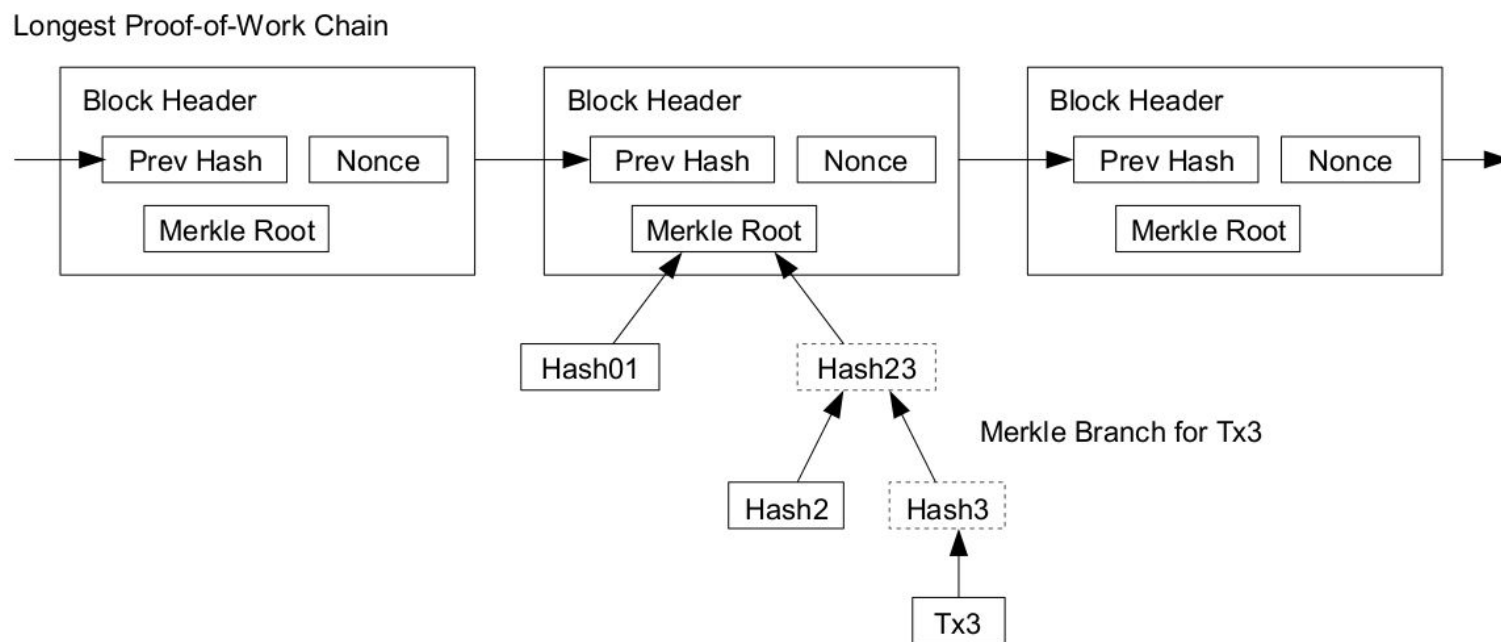 Longest Proof-of-Work Chain
Block Header
Prev Hash
Nonce
Merkle Root
Block Header
Prev Hash
Nonce
Merkle Root
Block Header
Prev Hash
Nonce
Merkle Root
Hash01
Hash23
Merkle Branch for Tx3
Hash2
Hash3
Tx3